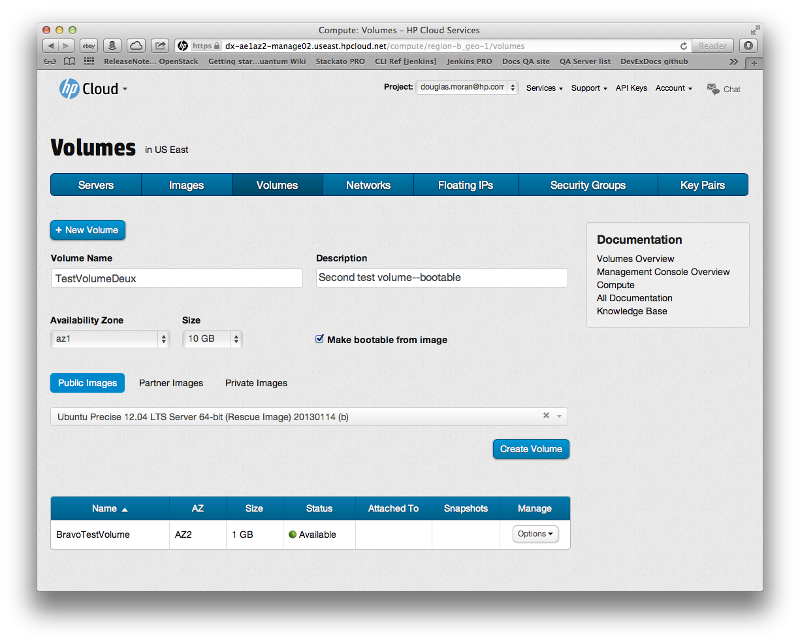 Compute: Volumes – HP Cloud Services
ebay
https dx-ae1az2-manage02.useast.hpcloud.net/compute/region-b_geo-1/volumes
Reader
ReleaseNote... OpenStack Getting star...uantum Wiki Stackato PRO CLI Ref [Jenkins] Jenkins PRO Docs QA site QA Server list DevExDocs github
hp Cloud
Project: douglas.moran@hp.com Services Support API Keys Account Chat
Volumes in US East
Servers Images Volumes Networks Floating IPs Security Groups Key Pairs
+ New Volume
Volume Name Description
TestVolumeDeux Second test volume--bootable
Availability Zone Size
az1 10 GB Make bootable from image
Public Images Partner Images Private Images
Ubuntu Precise 12.04 LTS Server 64-bit (Rescue Image) 20130114 (b)
Create Volume
Documentation
Volumes Overview
Management Console Overview
Compute
All Documentation
Knowledge Base
Name AZ Size Status Attached To Snapshots Manage
BravoTestVolume AZ2 1 GB Available Options